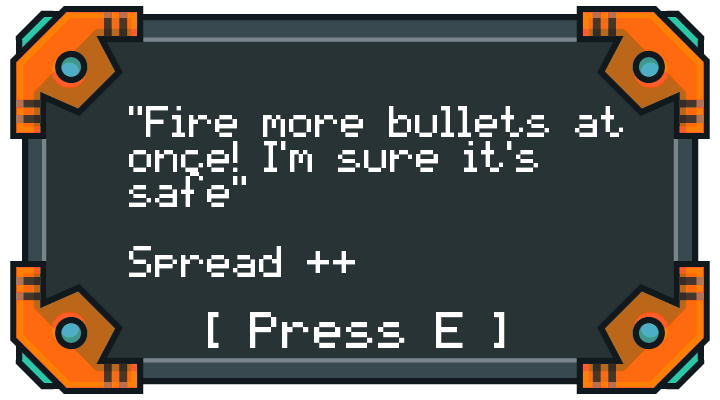 "Fire more bullets at
once! I'm sure it's
safe"
Spread ++
[ Press E ]